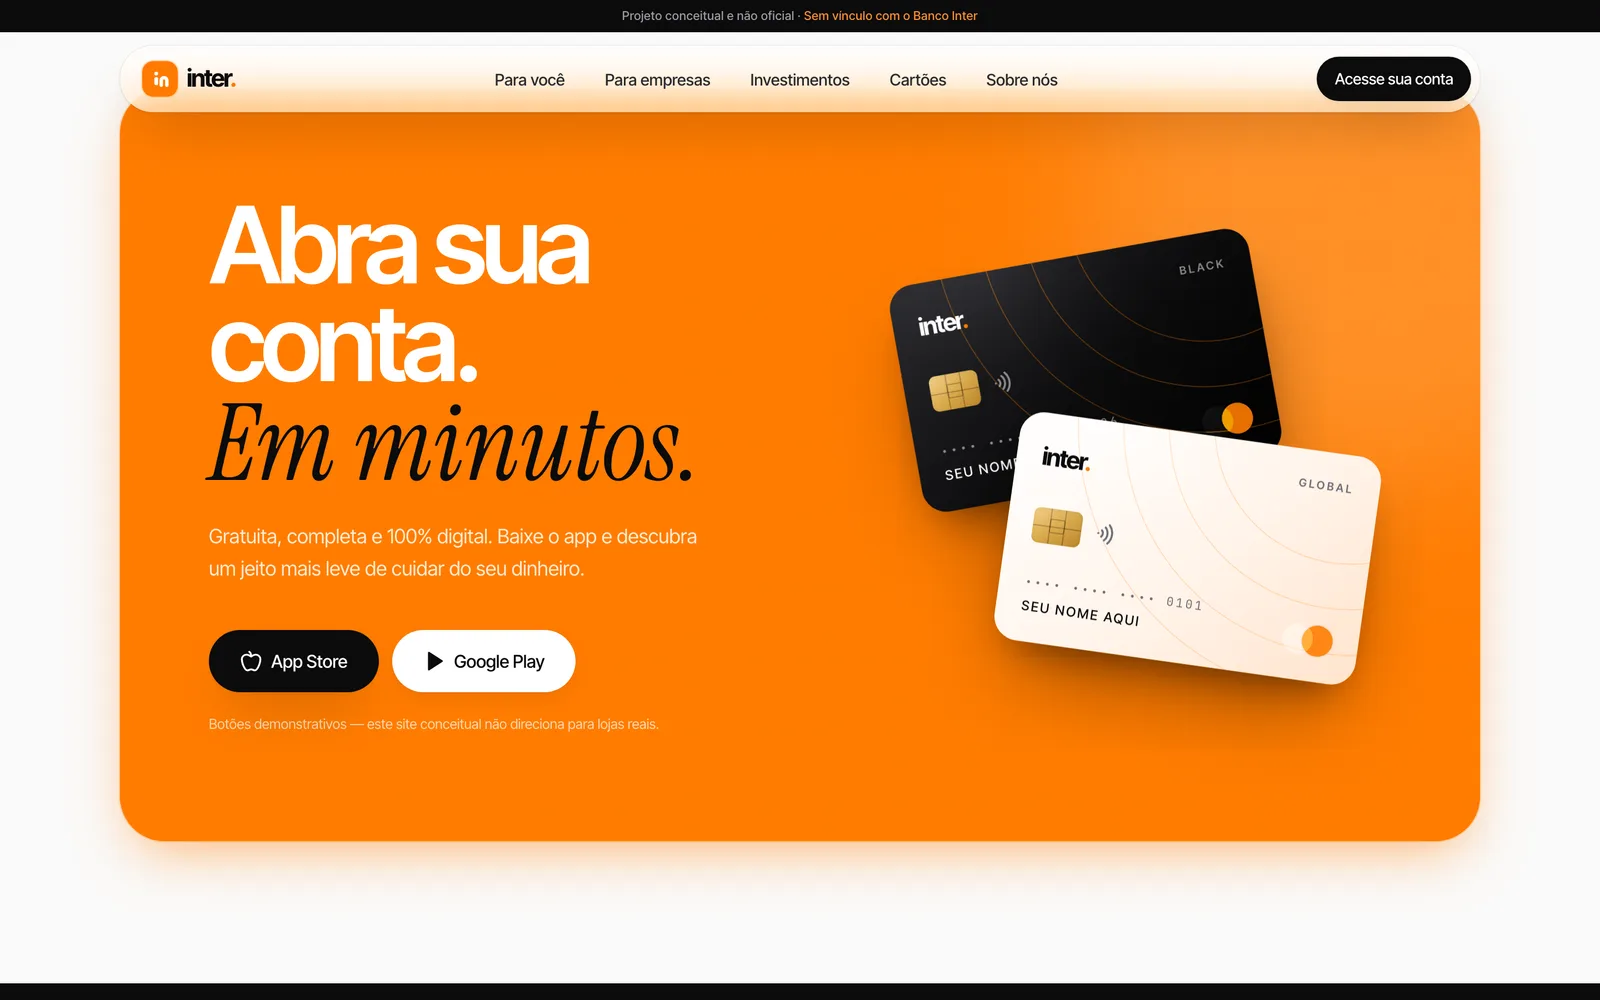 Projeto conceitual e não oficial · Sem vínculo com o Banco Inter
in inter.
Para você
Para empresas
Investimentos
Cartões
Sobre nós
Acesse sua conta
Abra sua
conta.
Em minutos.
Gratuita, completa e 100% digital. Baixe o app e descubra
um jeito mais leve de cuidar do seu dinheiro.
App Store
Google Play
Botões demonstrativos — este site conceitual não direciona para lojas reais.
BLACK
inter.
•••• •••
SEU NOM
inter.
GLOBAL
•••• •••• •••• 0101
SEU NOME AQUI